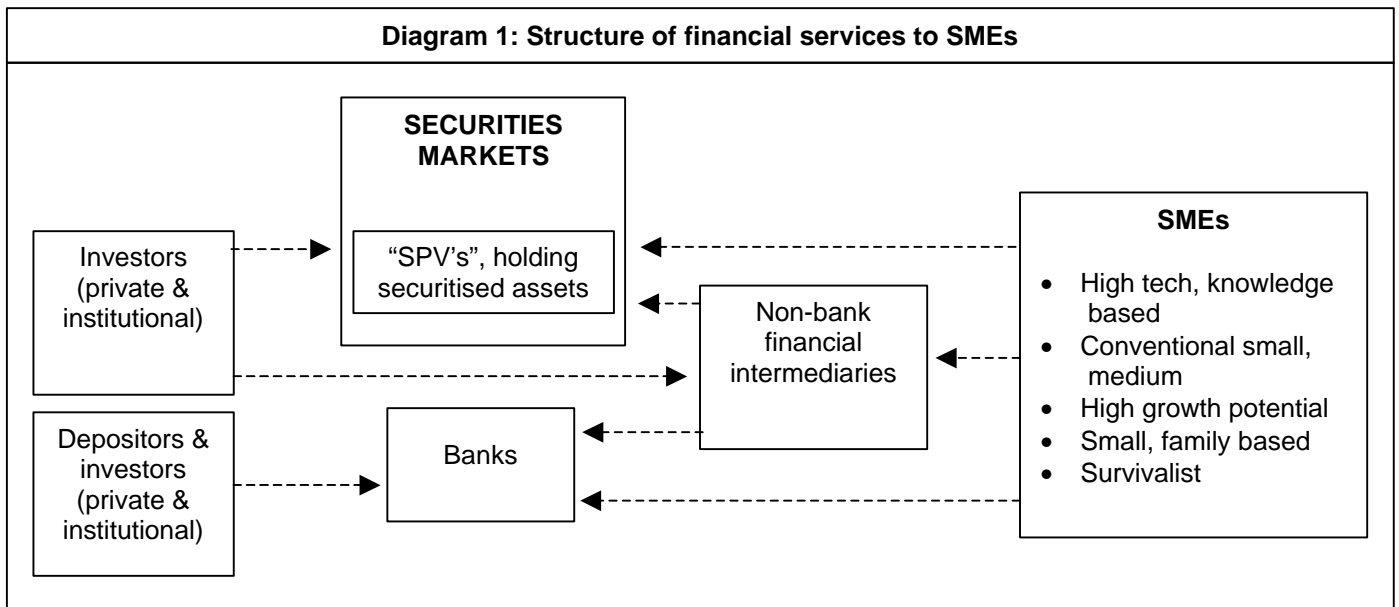 Diagram 1: Structure of financial services to SMEs
SECURITIES
MARKETS
“SPV’s”, holding
securitised assets
Investors
(private &
institutional)
Non-bank
financial
intermediaries
Depositors &
investors
(private &
institutional)
Banks
SMEs
• High tech, knowledge
based
• Conventional small,
medium
• High growth potential
• Small, family based
• Survivalist